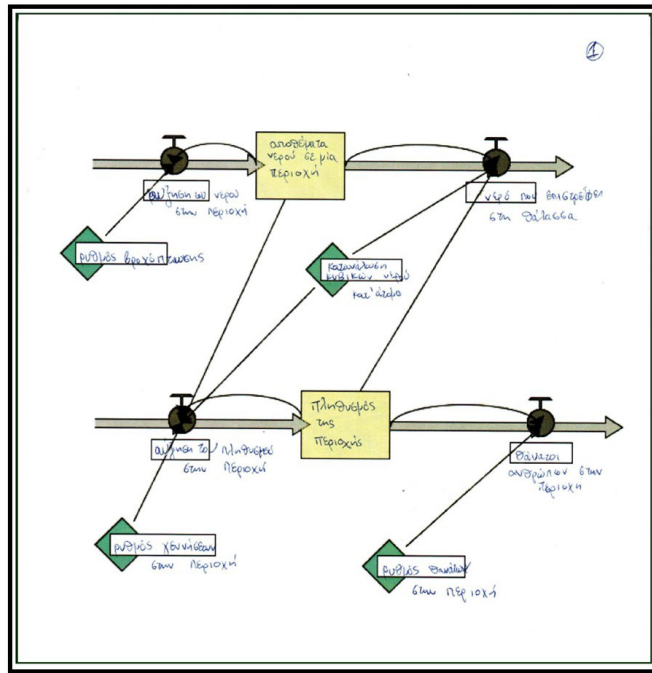 1
αποθέματα
νερού σε μία
περιοχή
αύξηση του νερού
στην περιοχή
νερό που επιστρέφει
στη θάλασσα
ρυθμός βροχόπτωσης
κατανάλωση
κυβικών νερού
κατ' άτομο
πληθυσμός
της
περιοχής
αύξηση του πληθυσμού
στην περιοχή
θάνατοι
ανθρώπων στην
περιοχή
ρυθμός γεννήσεων
στην περιοχή
ρυθμός θανάτων
στην περιοχή